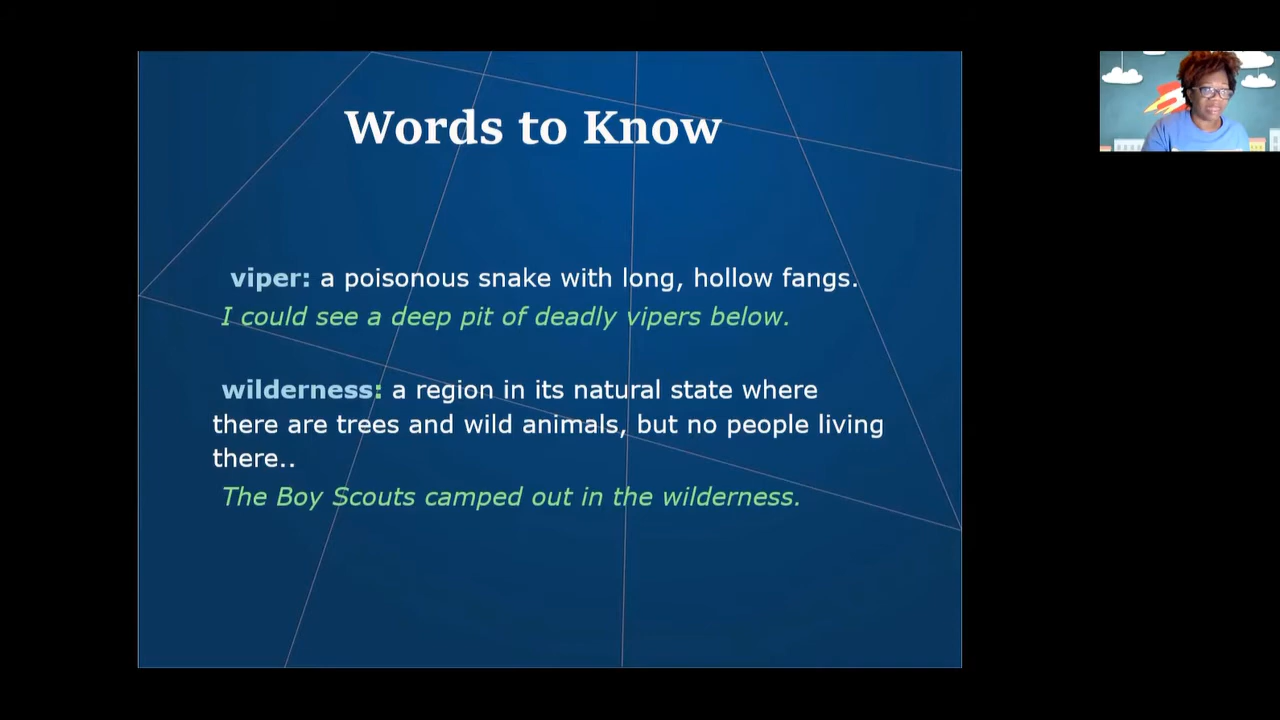 Words to Know
viper: a poisonous snake with long, hollow fangs.
I could see a deep pit of deadly vipers below.
wilderness: a region in its natural state where
there are trees and wild animals, but no people living
there..
The Boy Scouts camped out in the wilderness.